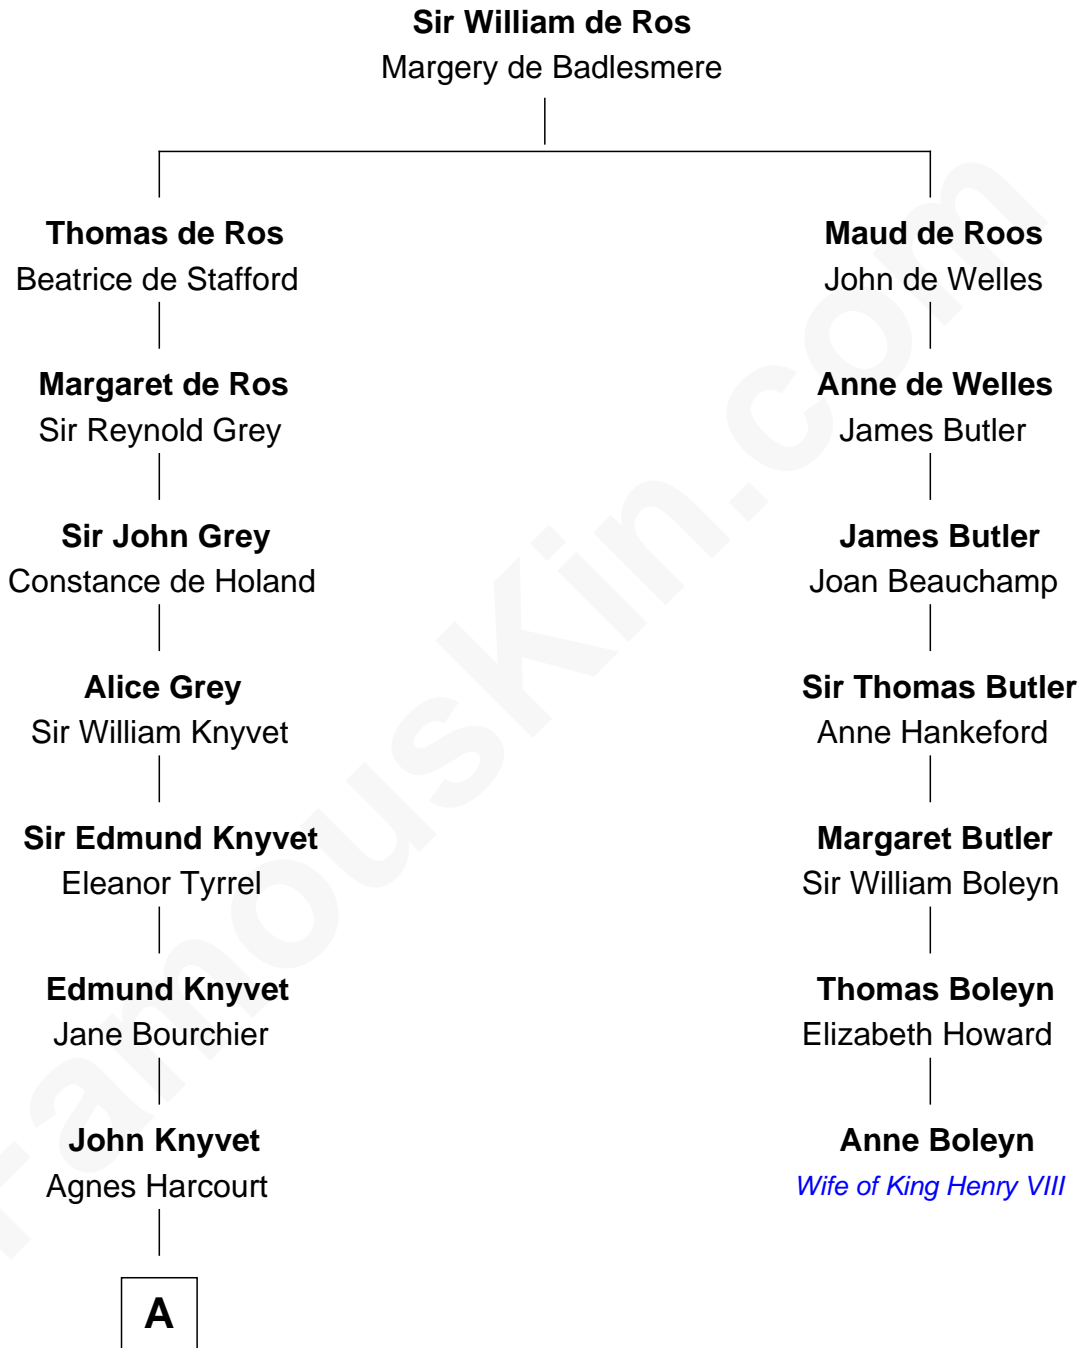 Sir William de Ros
Margery de Badlesmere
Thomas de Ros
Beatrice de Stafford
Margaret de Ros
Sir Reynold Grey
Sir John Grey
Constance de Holand
Alice Grey
Sir William Knyvet
Sir Edmund Knyvet
Eleanor Tyrrel
Edmund Knyvet
Jane Bourchier
John Knyvet
Agnes Harcourt
A
Maud de Roos
John de Welles
Anne de Welles
James Butler
James Butler
Joan Beauchamp
Sir Thomas Butler
Anne Hankeford
Margaret Butler
Sir William Boleyn
Thomas Boleyn
Elizabeth Howard
Anne Boleyn
Wife of King Henry VIII
FamousKin.com